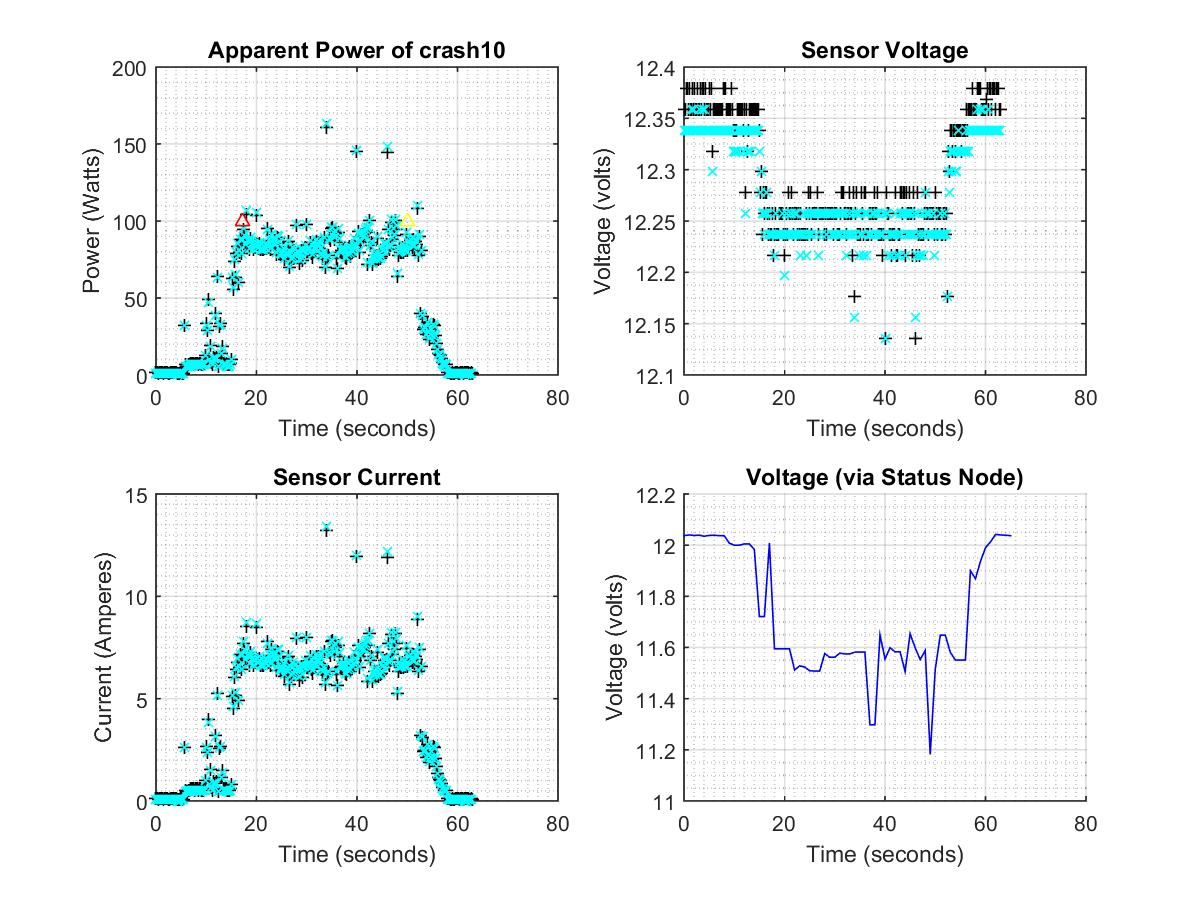 Apparent Power of crash10
200
150
100
50
0
Power (Watts)
0 20 40 60 80
Time (seconds)
Sensor Voltage
12.4
12.35
12.3
12.25
12.2
12.15
12.1
Voltage (volts)
0 20 40 60 80
Time (seconds)
Sensor Current
15
10
5
0
Current (Amperes)
0 20 40 60 80
Time (seconds)
Voltage (via Status Node)
12.2
12
11.8
11.6
11.4
11.2
11
Voltage (volts)
0 20 40 60 80
Time (seconds)